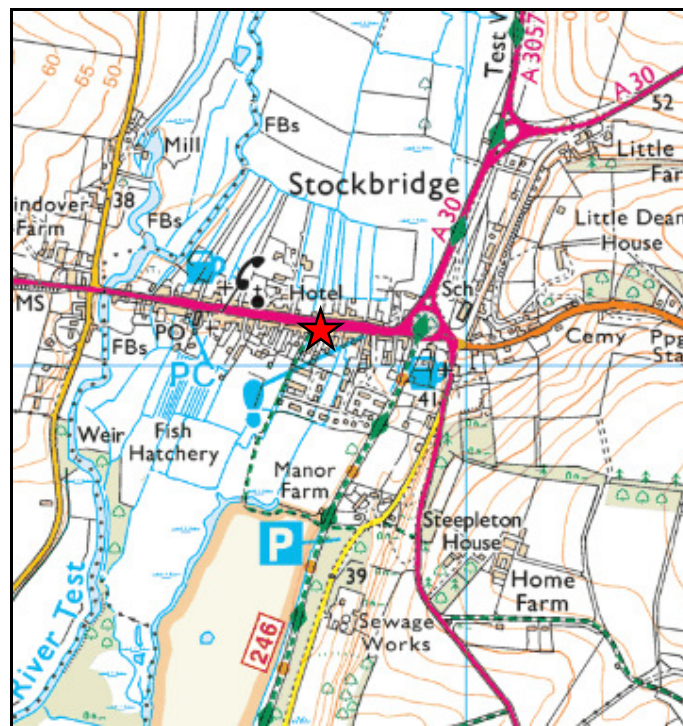 60
55
50
Test V
A 3057
A 30
52
FBs
Mill
Little
Far
Stockbridge
38
indover
Farm
FBs
A 30
Little Dean
House
Hotel
Sch
MS
PO
Cemy
Ppg
Sta
FBs
PC
41
Weir
Fish
Hatchery
Manor
Farm
P
Steepleton
House
39
Home
Farm
River Test
246
Sewage
Works